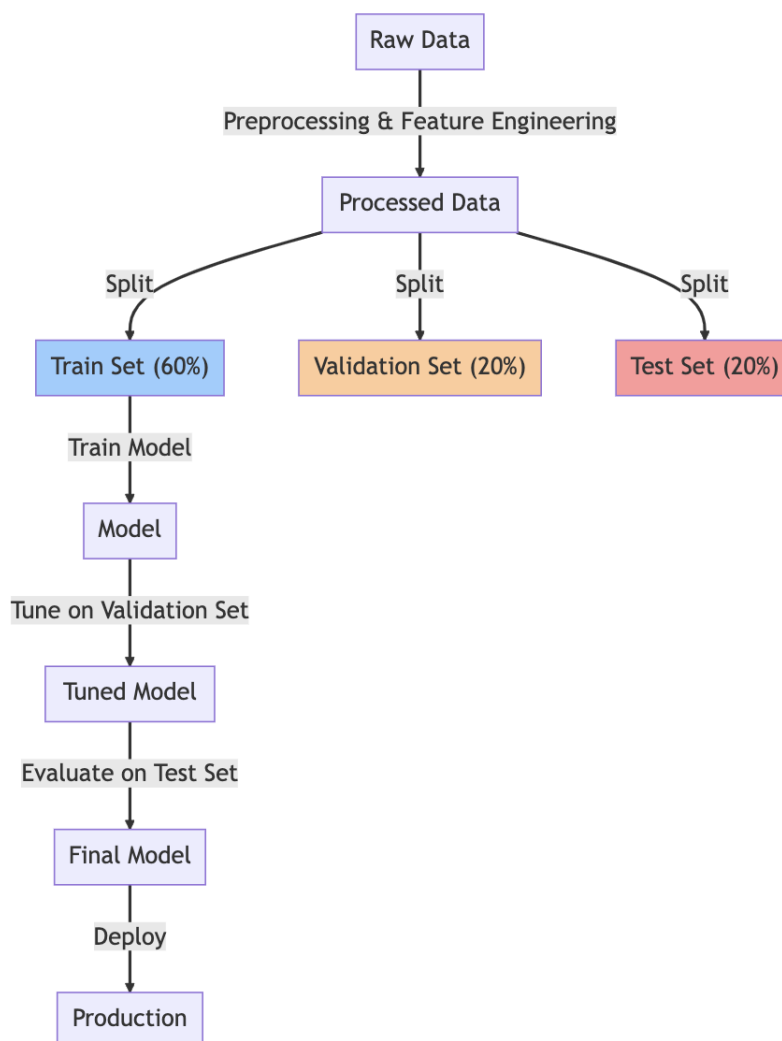 Raw Data
Preprocessing & Feature Engineering
Processed Data
Split
Split
Split
Train Set (60%)
Validation Set (20%)
Test Set (20%)
Train Model
Model
Tune on Validation Set
Tuned Model
Evaluate on Test Set
Final Model
Deploy
Production